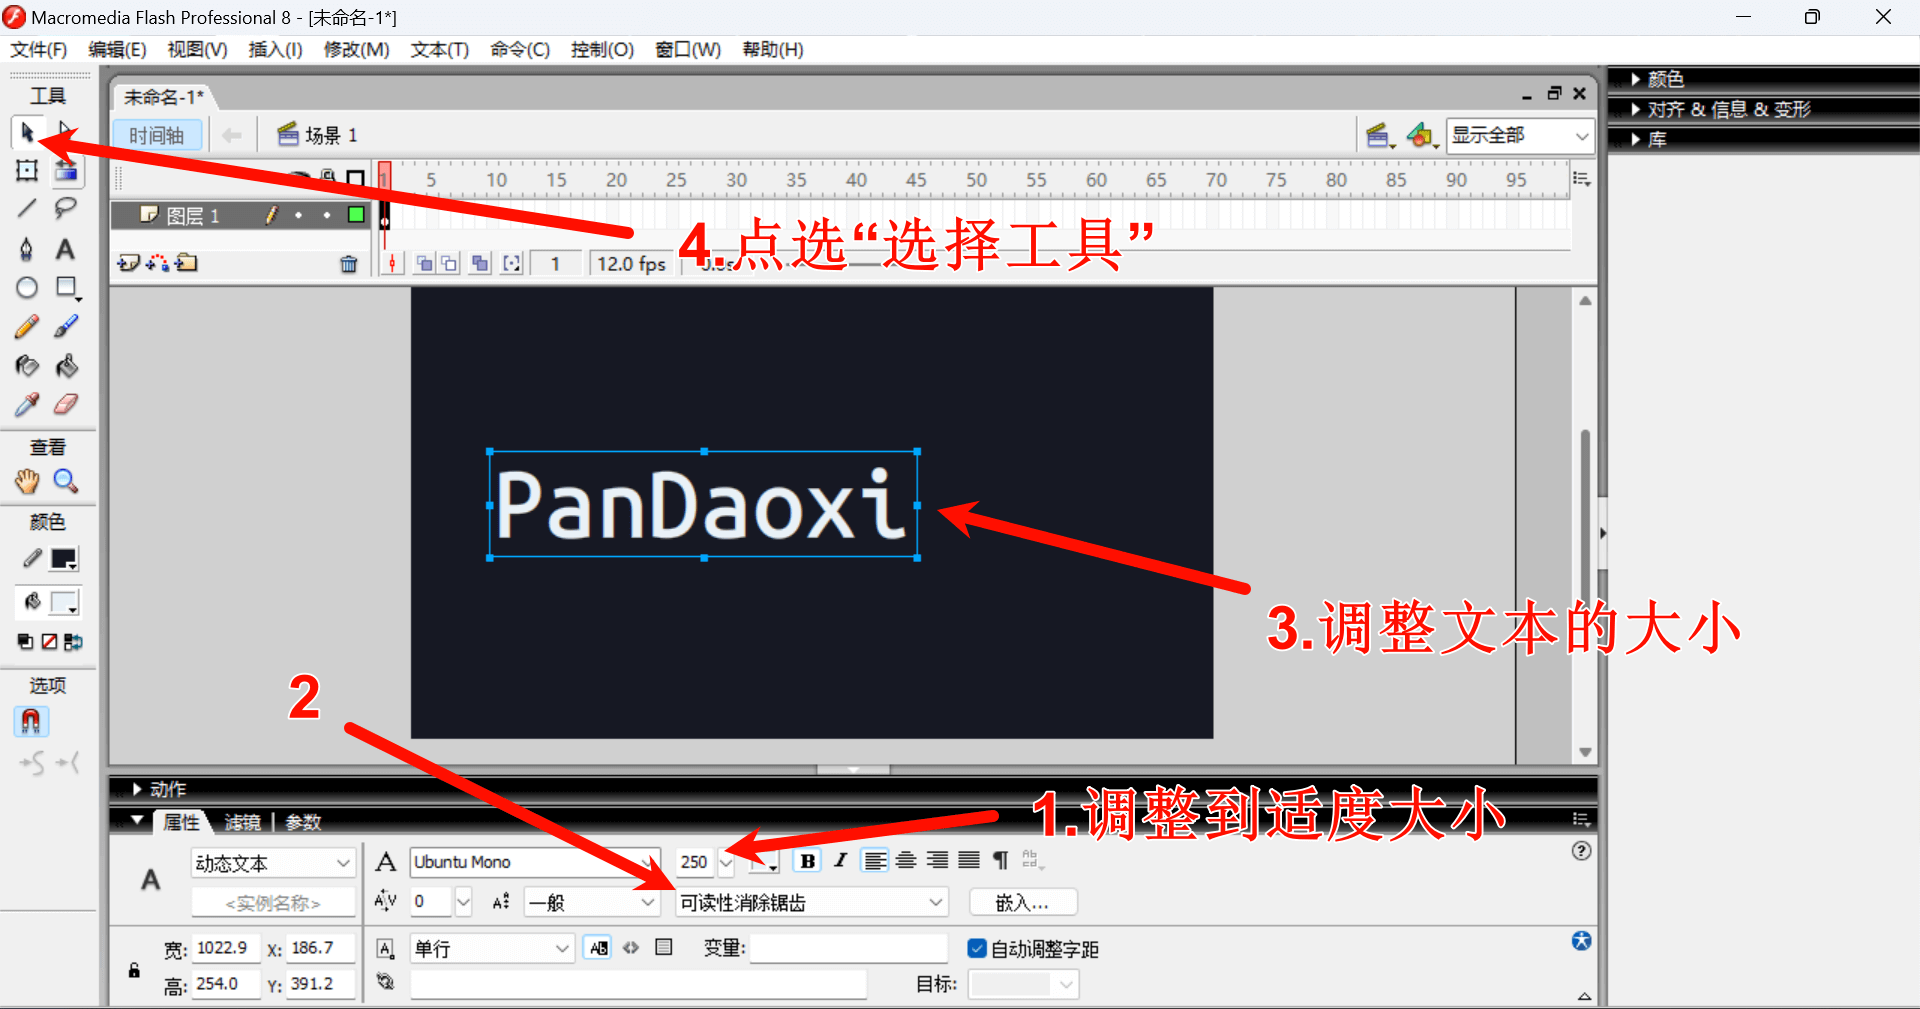 Macromedia Flash Professional 8 - [未命名-1*]
文件(F) 编辑(E) 视图(V) 插入(I) 修改(M) 文本(T) 命令(C) 控制(O) 窗口(W) 帮助(H)
工具
未命名-1*
时间轴 场景 1 显示全部
颜色
对齐 & 信息 & 变形
库
1 5 10 15 20 25 30 35 40 45 50 55 60 65 70 75 80 85 90 95
图层 1
1 12.0 fps
4.点选“选择工具”
PanDaoxi
查看
颜色
3.调整文本的大小
选项
2
动作
1.调整到适度大小
属性 滤镜 | 参数
A 动态文本 A Ubuntu Mono 250 B I
<实例名称> A/V 0 一般 可读性消除锯齿 嵌入...
宽: 1022.9 X: 186.7 单行 变量: 自动调整字距
高: 254.0 Y: 391.2 目标: